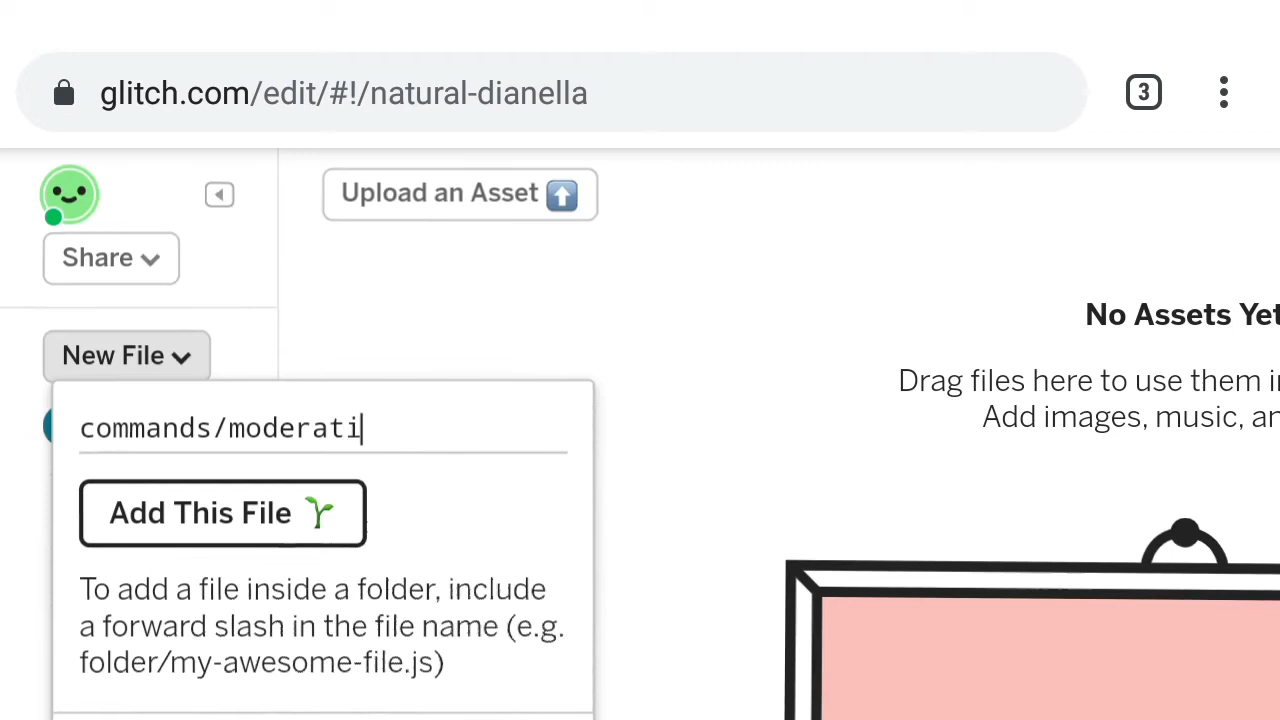 glitch.com/edit/#!/natural-dianella
3
Upload an Asset
Share
New File
commands/moderati
Add This File
To add a file inside a folder, include
a forward slash in the file name (e.g.
folder/my-awesome-file.js)
No Assets Yet
Drag files here to use them i
Add images, music, an